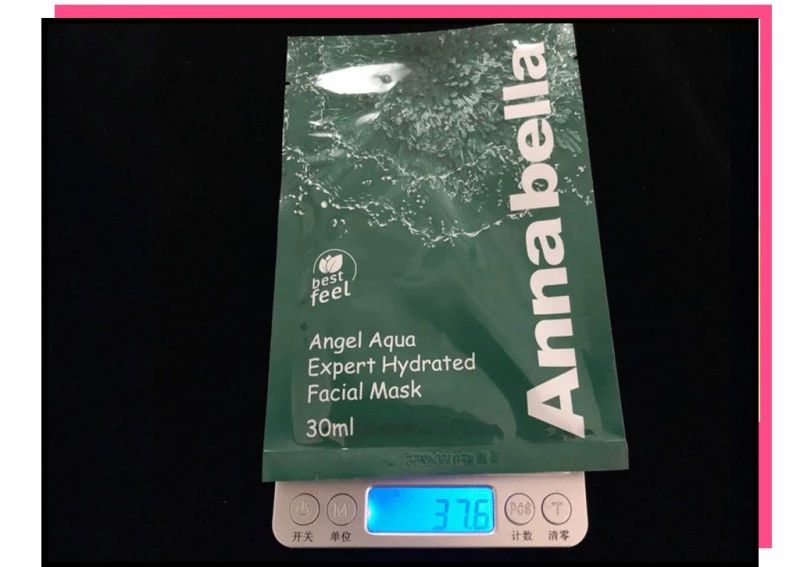 Annabella
best
feel
Angel Aqua
Expert Hydrated
Facial Mask
30ml
37.6
M
PCS
T
开关
单位
计数
清零